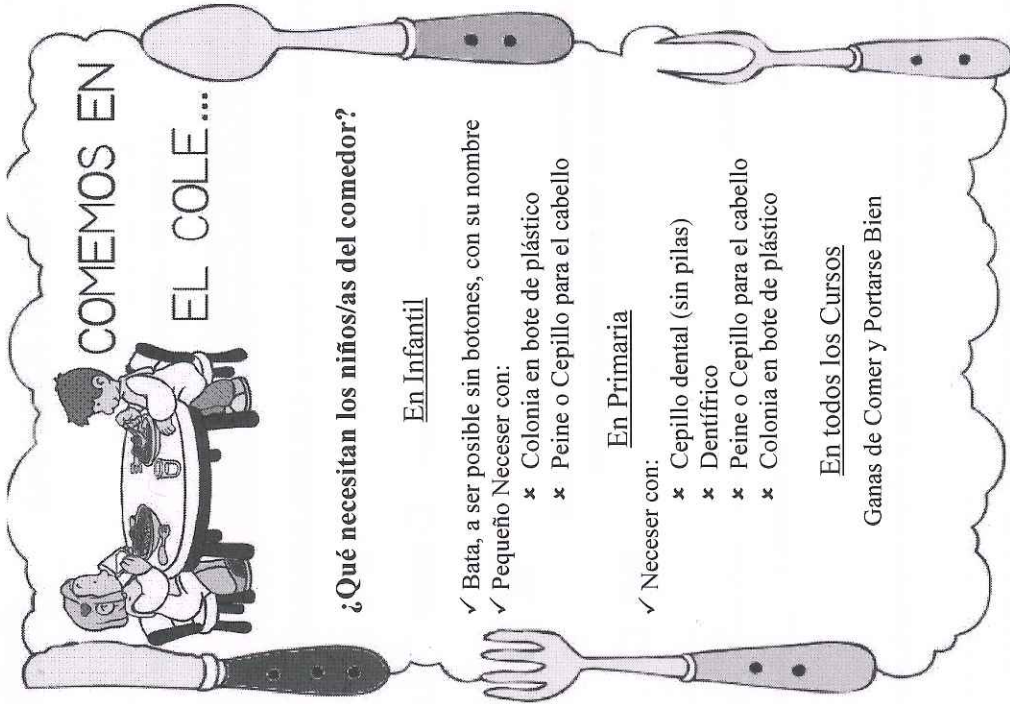 COMEMOS EN
EL COLE...
¿Qué necesitan los niños/as del comedor?
En Infantil
✓ Bata, a ser posible sin botones, con su nombre
✓ Pequeño Neceser con:
× Colonia en bote de plástico
× Peine o Cepillo para el cabello
En Primaria
✓ Neceser con:
× Cepillo dental (sin pilas)
× Dentífrico
× Peine o Cepillo para el cabello
× Colonia en bote de plástico
En todos los Cursos
Ganas de Comer y Portarse Bien